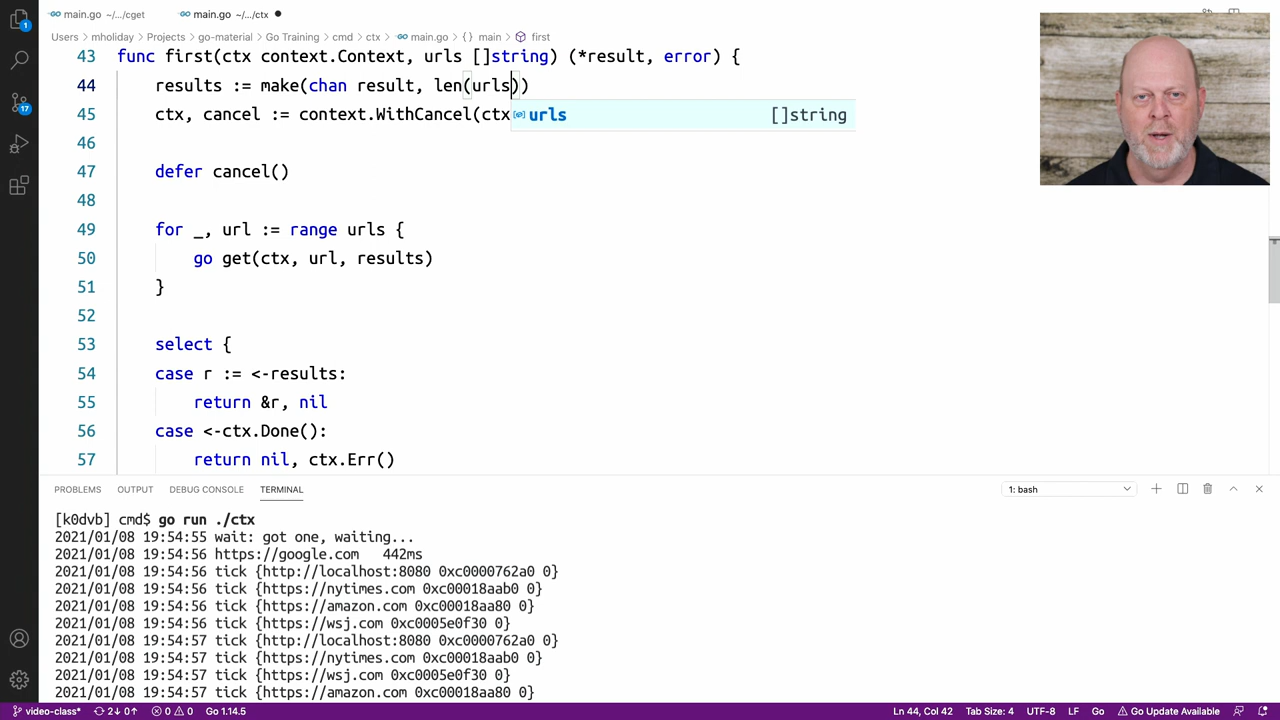 main.go ~/.../cget
main.go ~/.../ctx
Users
mholiday
Projects
go-material
Go Training
cmd
ctx
main.go
{ } main
first
43 func first(ctx context.Context, urls []string) (*result, error) {
44 results := make(chan result, len(urls))
45 ctx, cancel := context.WithCancel(ctx
urls []string
46
47 defer cancel()
48
49 for _, url := range urls {
50 go get(ctx, url, results)
51 }
52
53 select {
54 case r := <-results:
55 return &r, nil
56 case <-ctx.Done():
57 return nil, ctx.Err()
1
17
PROBLEMS OUTPUT DEBUG CONSOLE TERMINAL
1: bash
[k0dvb] cmd$ go run ./ctx
2021/01/08 19:54:55 wait: got one, waiting...
2021/01/08 19:54:56 https://google.com 442ms
2021/01/08 19:54:56 tick {http://localhost:8080 0xc0000762a0 0}
2021/01/08 19:54:56 tick {https://nytimes.com 0xc00018aab0 0}
2021/01/08 19:54:56 tick {https://amazon.com 0xc00018aa80 0}
2021/01/08 19:54:56 tick {https://wsj.com 0xc0005e0f30 0}
2021/01/08 19:54:57 tick {http://localhost:8080 0xc0000762a0 0}
2021/01/08 19:54:57 tick {https://nytimes.com 0xc00018aab0 0}
2021/01/08 19:54:57 tick {https://wsj.com 0xc0005e0f30 0}
2021/01/08 19:54:57 tick {https://amazon.com 0xc00018aa80 0}
video-class* 2↓ 0↑ 0 0 Go 1.14.5
Ln 44, Col 42 Tab Size: 4 UTF-8 LF Go Go Update Available